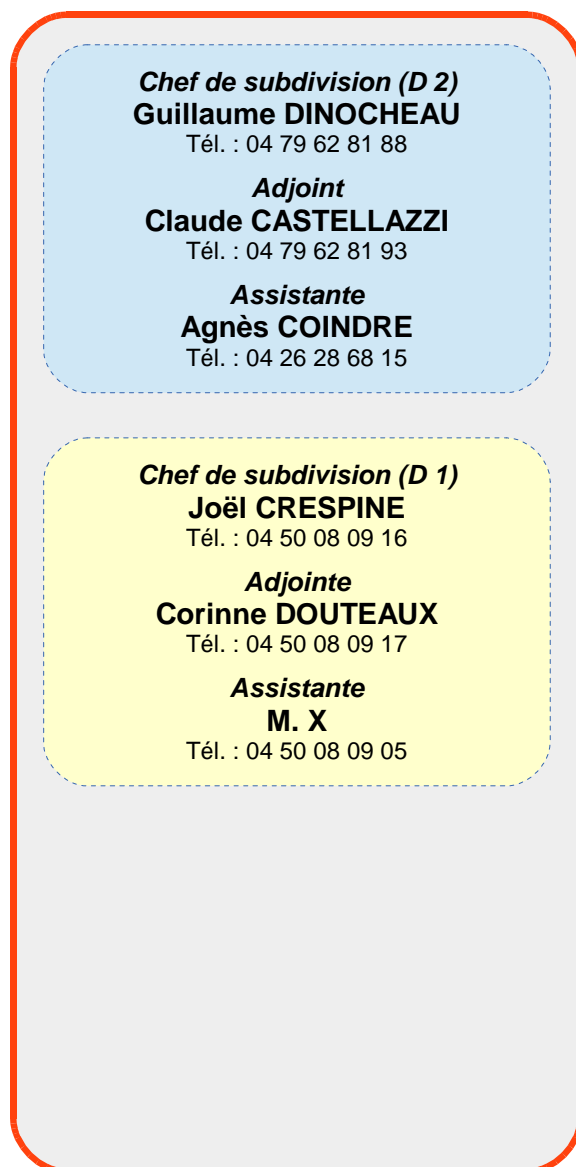 Chef de subdivision (D 2)
Guillaume DINOCHEAU
Tél. : 04 79 62 81 88
Adjoint
Claude CASTELLAZZI
Tél. : 04 79 62 81 93
Assistante
Agnès COINDRE
Tél. : 04 26 28 68 15
Chef de subdivision (D 1)
Joël CRESPINE
Tél. : 04 50 08 09 16
Adjointe
Corinne DOUTEAUX
Tél. : 04 50 08 09 17
Assistante
M. X
Tél. : 04 50 08 09 05